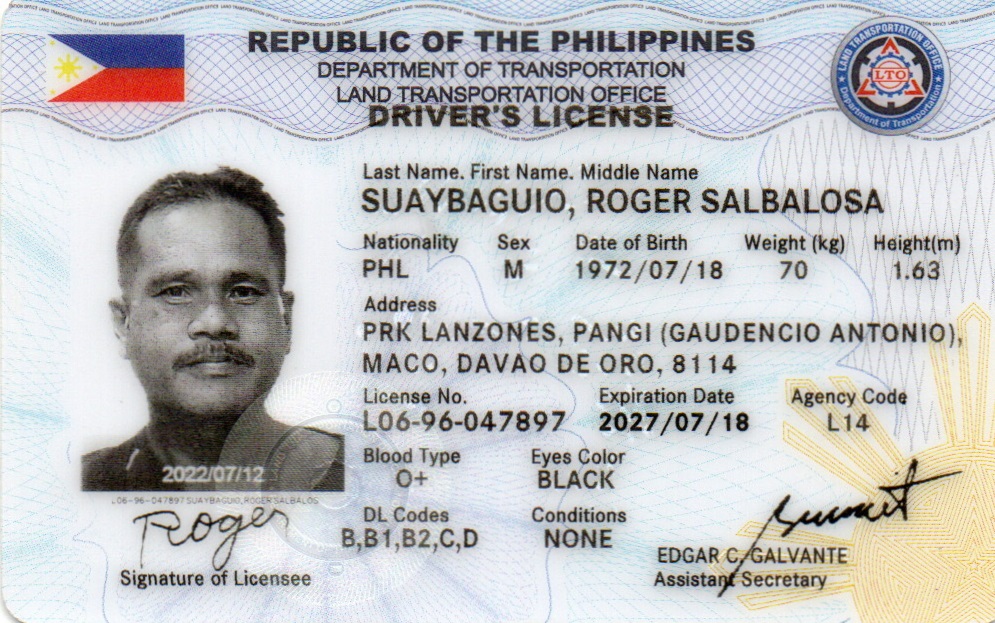 REPUBLIC OF THE PHILIPPINES
DEPARTMENT OF TRANSPORTATION
LAND TRANSPORTATION OFFICE
DRIVER'S LICENSE
LAND TRANSPORTATION OFFICE
LTO
Department of Transportation
Last Name. First Name. Middle Name
SUAYBAGUIO, ROGER SALBALOSA
Nationality Sex Date of Birth Weight (kg) Height(m)
PHL M 1972/07/18 70 1.63
Address
PRK LANZONES, PANGI (GAUDENCIO ANTONIO),
MACO, DAVAO DE ORO, 8114
License No. Expiration Date Agency Code
L06-96-047897 2027/07/18 L14
Blood Type Eyes Color
O+ BLACK
DL Codes Conditions
B,B1,B2,C,D NONE
2022/07/12
L06-96-047897 SUAYBAGUIO, ROGER SALBALOS
Roger
Signature of Licensee
EDGAR C. GALVANTE
Assistant Secretary